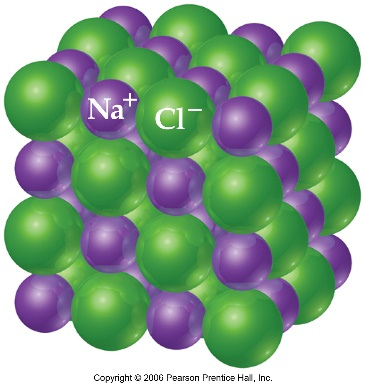 Na⁺ Cl⁻
Copyright © 2006 Pearson Prentice Hall, Inc.